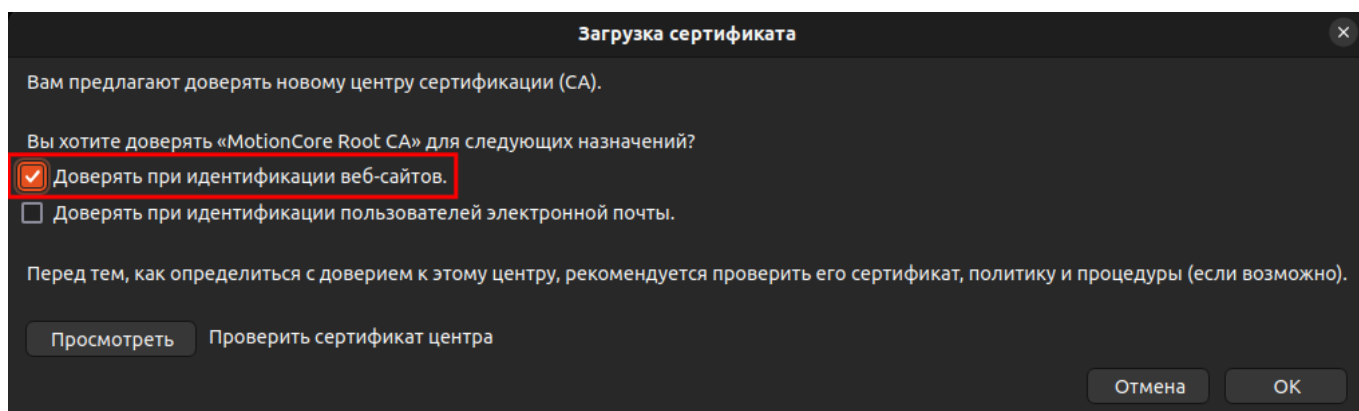 Загрузка сертификата
Вам предлагают доверять новому центру сертификации (CA).
Вы хотите доверять «MotionCore Root CA» для следующих назначений?
Доверять при идентификации веб-сайтов.
Доверять при идентификации пользователей электронной почты.
Перед тем, как определиться с доверием к этому центру, рекомендуется проверить его сертификат, политику и процедуры (если возможно).
Просмотреть Проверить сертификат центра
Отмена OK